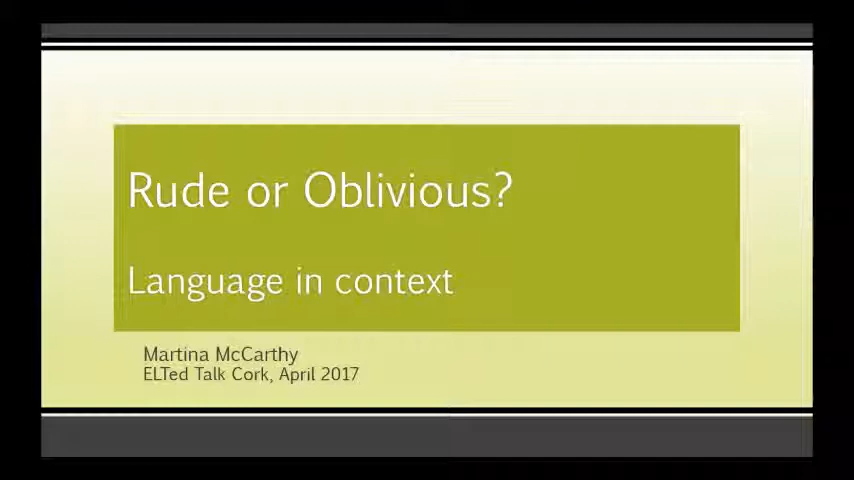 Rude or Oblivious?
Language in context
Martina McCarthy
ELTed Talk Cork, April 2017